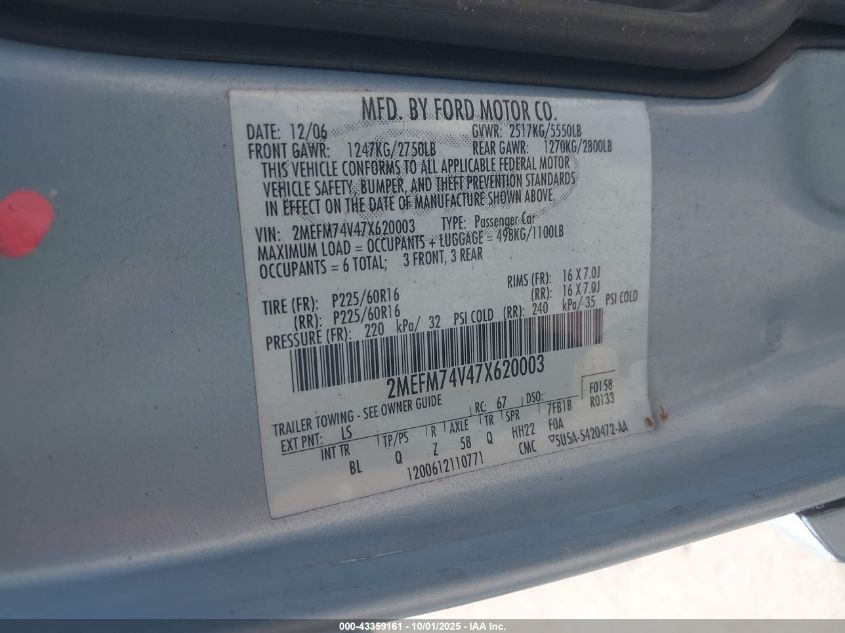 MFD. BY FORD MOTOR CO.
DATE: 12/06 GVWR: 2517KG/5550LB
FRONT GAWR: 1247KG/2750LB REAR GAWR: 1270KG/2800LB
THIS VEHICLE CONFORMS TO ALL APPLICABLE FEDERAL MOTOR
VEHICLE SAFETY, BUMPER, AND THEFT PREVENTION STANDARDS
IN EFFECT ON THE DATE OF MANUFACTURE SHOWN ABOVE
VIN: 2MEFM74V47X620003 TYPE: Passenger Car
MAXIMUM LOAD = OCCUPANTS + LUGGAGE = 498KG/1100LB
OCCUPANTS = 6 TOTAL; 3 FRONT, 3 REAR
TIRE (FR): P225/60R16 RIMS (FR): 16 X 7.0J
(RR): P225/60R16 (RR): 16 X 7.0J
PRESSURE (FR): 220 kPa/ 32 PSI COLD (RR): 240 kPa/ 35 PSI COLD
2MEFM74V47X620003
TRAILER TOWING - SEE OWNER GUIDE RC: 67 DSO: F0158
EXT PNT: LS 7FB1B R0133
INT TR TP/PS R AXLE TR SPR F0A
BL Q Z 58 Q HH22
1200612110771 CMC 5U5A-5420472-AA
000-43359161 - 10/01/2025 - IAA Inc.